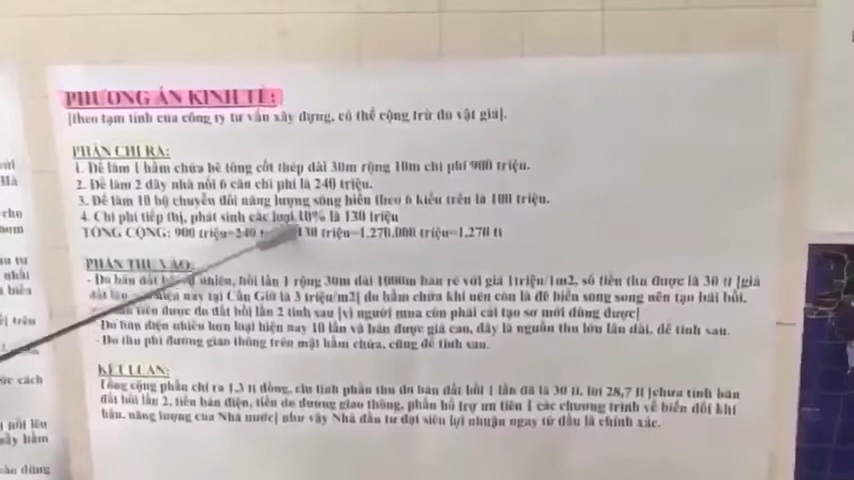 PHƯƠNG ÁN KINH TẾ:
[theo tạm tính của công ty tư vấn xây dựng, có thể cộng trừ do vật giá].
PHẦN CHI RA:
1. Để làm 1 hầm chứa bê tông cốt thép dài 30m rộng 10m chi phí 900 triệu.
2. Để làm 2 dãy nhà nổi 6 căn chi phí là 240 triệu.
3. Để làm 10 bộ chuyển đổi năng lượng sóng biển theo 6 kiểu trên là 100 triệu.
4. Chi phí tiếp thị, phát sinh các loại 10% là 130 triệu
TỔNG CỘNG: 900 triệu+240 130 triệu=1.270.000 triệu=1,270 tỉ
PHẦN THU VÀO:
- Do bán đất nhiên, bồi lần 1 rộng 30m dài 1000m bán rẻ với giá 1triệu/1m2, số tiền thu được là 30 tỉ [giá
đất hiện nay tại Cần Giờ là 3 triệu/m2] do hầm chứa khi nên còn là đê biển song song nên tạo bãi bồi.
tiền được do đất bồi lần 2 tính sau [vì người mua còn phải cải tạo sơ mới dùng được]
- Do bán điện nhiều hơn loại hiện nay 10 lần và bán được giá cao, đây là nguồn thu lớn lâu dài, để tính sau.
- Do thu phí đường giao thông trên mặt hầm chứa, cũng để tính sau.
KẾT LUẬN:
Tổng cộng phần chi ra 1,3 tỉ đồng, chỉ tính phần thu do bán đất bồi 1 lần đã là 30 tỉ, lời 28,7 tỉ [chưa tính bán
đất bồi lần 2, tiền bán điện, tiền do đường giao thông, phần hỗ trợ ưu tiên [ các chương trình về biến đổi khí
hậu, năng lượng của Nhà nước] như vậy Nhà đầu tư đạt siêu lợi nhuận ngay từ đầu là chính xác.